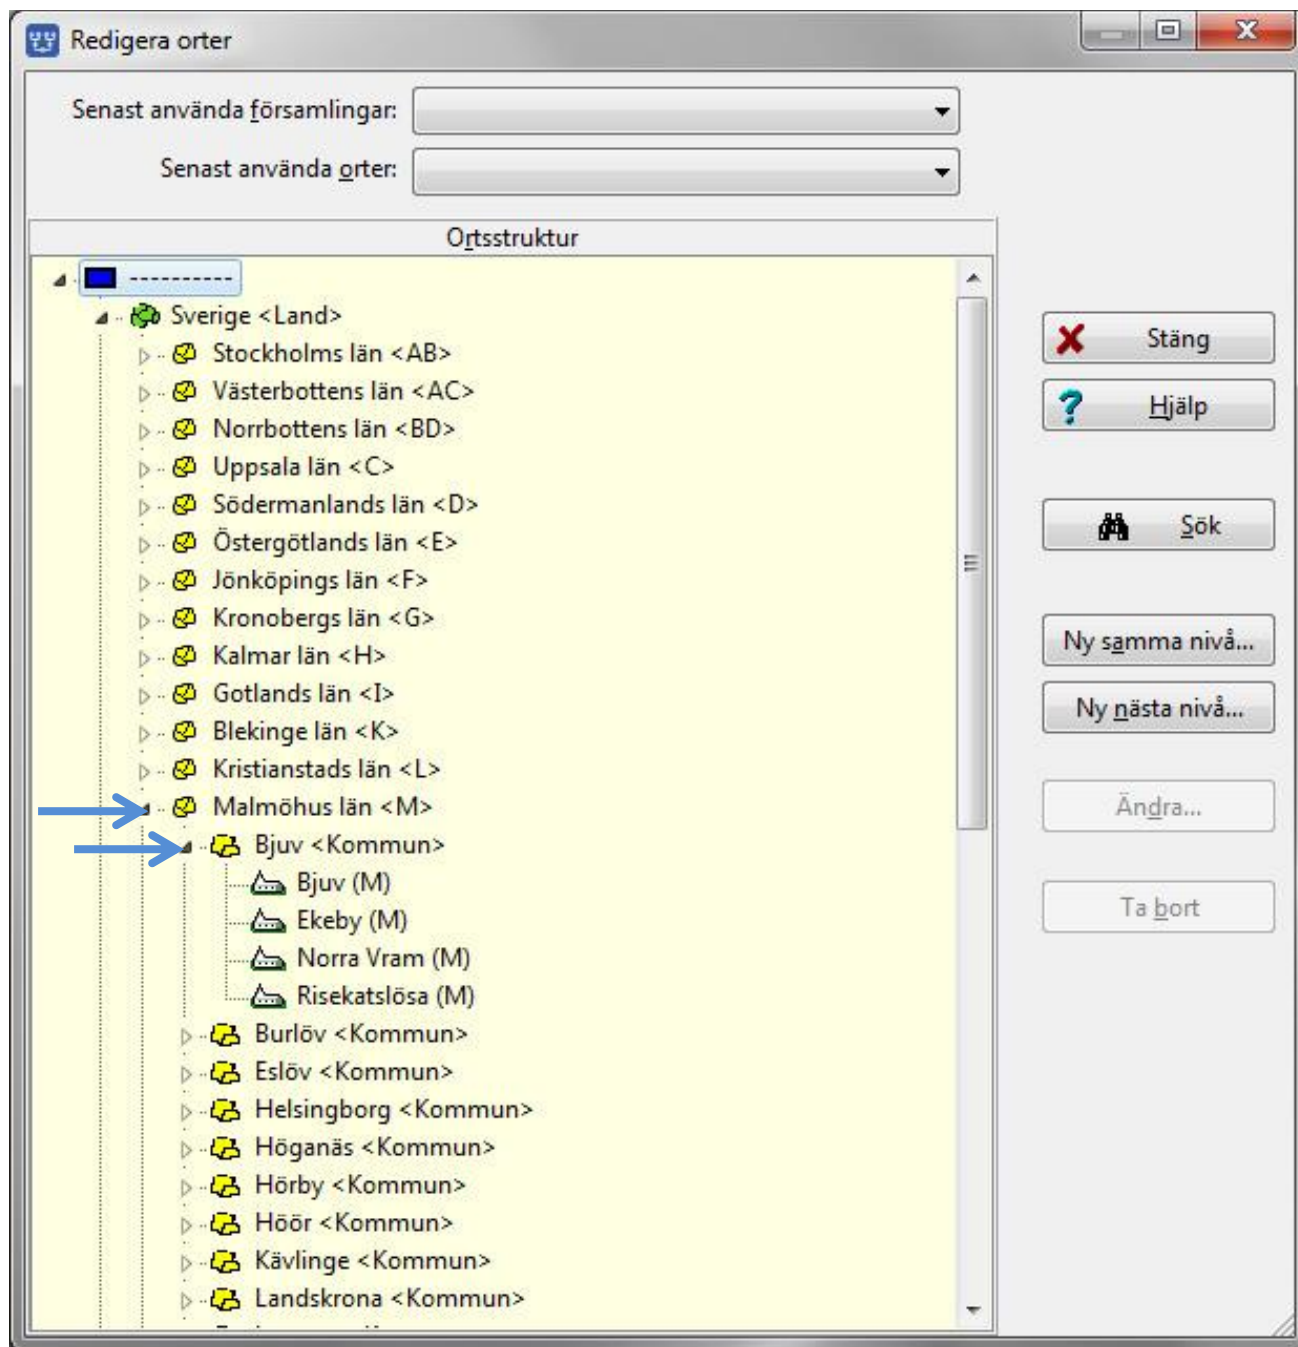 Redigera orter
Senast använda församlingar:
Senast använda orter:
Ortsstruktur
----------
Sverige <Land>
Stockholms län <AB>
Västerbottens län <AC>
Norrbottens län <BD>
Uppsala län <C>
Södermanlands län <D>
Östergötlands län <E>
Jönköpings län <F>
Kronobergs län <G>
Kalmar län <H>
Gotlands län <I>
Blekinge län <K>
Kristianstads län <L>
Malmöhus län <M>
Bjuv <Kommun>
Bjuv (M)
Ekeby (M)
Norra Vram (M)
Risekatslösa (M)
Burlöv <Kommun>
Eslöv <Kommun>
Helsingborg <Kommun>
Höganäs <Kommun>
Hörby <Kommun>
Höör <Kommun>
Kävlinge <Kommun>
Landskrona <Kommun>
Stäng
Hjälp
Sök
Ny samma nivå...
Ny nästa nivå...
Ändra...
Ta bort